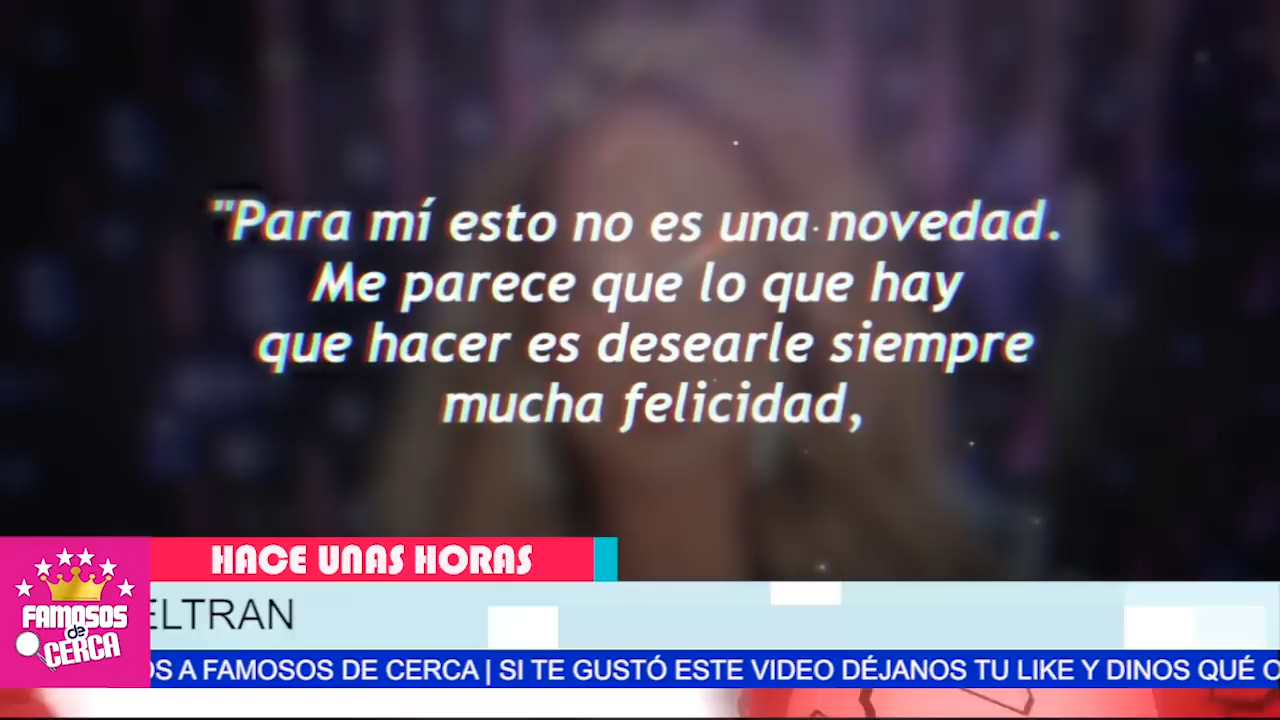 "Para mí esto no es una novedad.
Me parece que lo que hay
que hacer es desearle siempre
mucha felicidad,
HACE UNAS HORAS
ELTRAN
FAMOSOS
de
CERCA
OS A FAMOSOS DE CERCA | SI TE GUSTÓ ESTE VIDEO DÉJANOS TU LIKE Y DINOS QUÉ